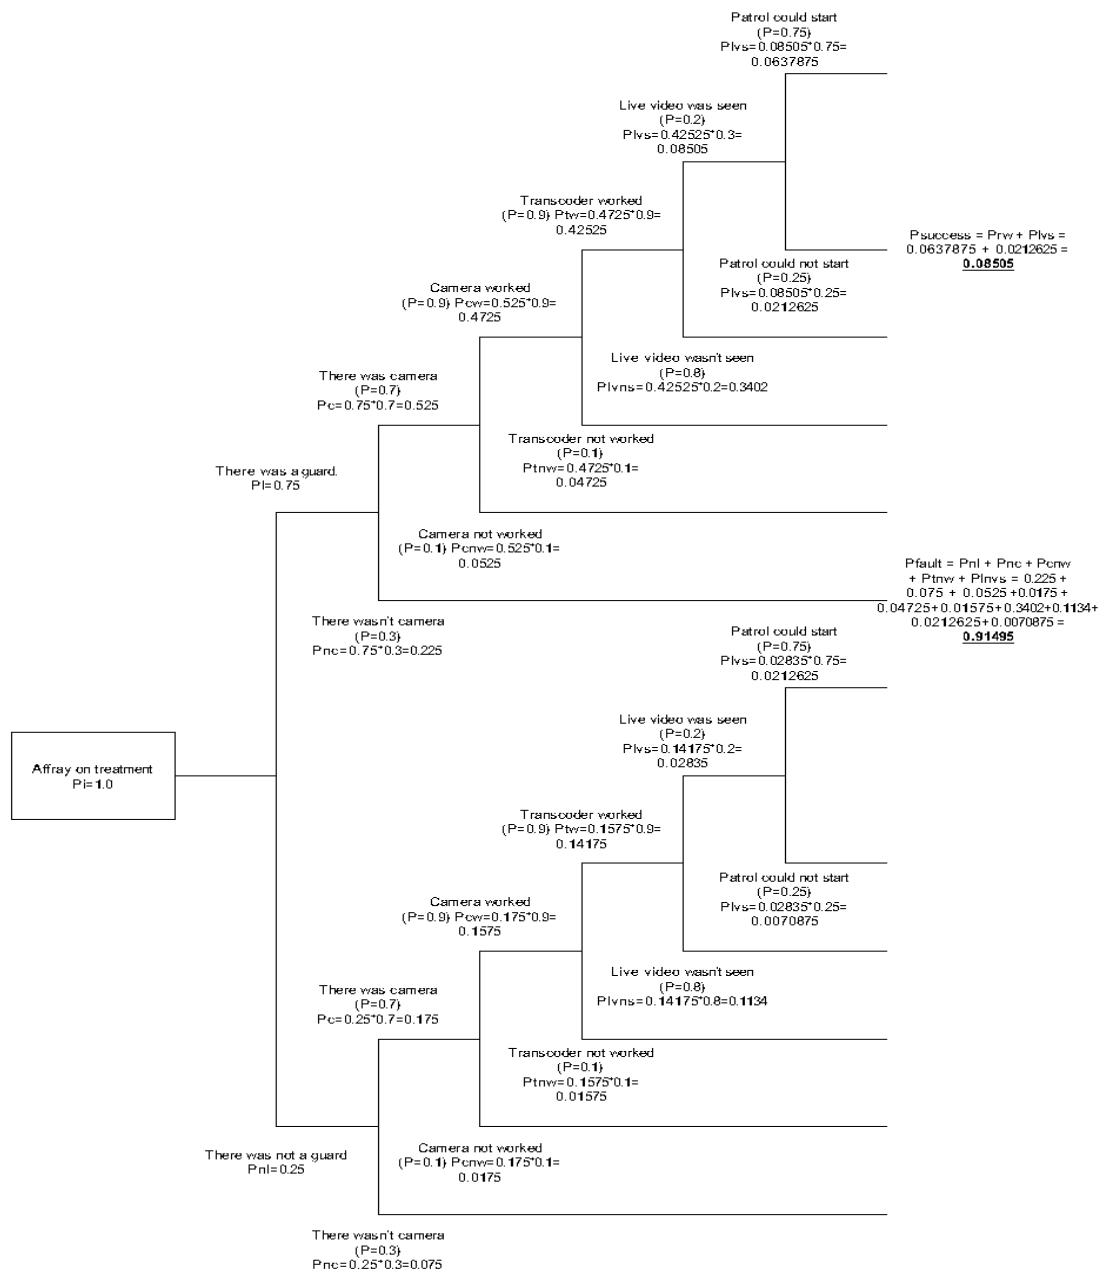 Patrol could start
(P=0.75)
Plvs=0.08505*0.75=
0.0637875
Live video was seen
(P=0.2)
Plvs=0.42525*0.3=
0.08505
Transcoder worked
(P=0.9) Ptw=0.4725*0.9=
0.42525
Psuccess = Prw + Plvs =
0.0637875 + 0.0212625 =
0.08505
Patrol could not start
(P=0.25)
Plvs=0.08505*0.25=
0.0212625
Camera worked
(P=0.9) Pcw=0.525*0.9=
0.4725
Live video wasn't seen
(P=0.8)
Plvns=0.42525*0.2=0.3402
There was camera
(P=0.7)
Pc=0.75*0.7=0.525
Transcoder not worked
(P=0.1)
Ptnw=0.4725*0.1=
0.04725
There was a guard.
Pl=0.75
Camera not worked
(P=0.1) Pcnw=0.525*0.1=
0.0525
Pfault = Pnl + Pnc + Pcnw
+ Ptnw + Plnvs = 0.225 +
0.075 + 0.0525 +0.0175 +
0.04725+0.01575+0.3402+0.1134+
0.0212625+0.0070875 =
0.91495
There wasn't camera
(P=0.3)
Pnc=0.75*0.3=0.225
Patrol could start
(P=0.75)
Plvs=0.02835*0.75=
0.0212625
Live video was seen
(P=0.2)
Plvs=0.14175*0.2=
0.02835
Affray on treatment
Pi=1.0
Transcoder worked
(P=0.9) Ptw=0.1575*0.9=
0.14175
Patrol could not start
(P=0.25)
Plvs=0.02835*0.25=
0.0070875
Camera worked
(P=0.9) Pcw=0.175*0.9=
0.1575
Live video wasn't seen
(P=0.8)
Plvns=0.14175*0.8=0.1134
There was camera
(P=0.7)
Pc=0.25*0.7=0.175
Transcoder not worked
(P=0.1)
Ptnw=0.1575*0.1=
0.01575
There was not a guard
Pnl=0.25
Camera not worked
(P=0.1) Pcnw=0.175*0.1=
0.0175
There wasn't camera
(P=0.3)
Pnc=0.25*0.3=0.075